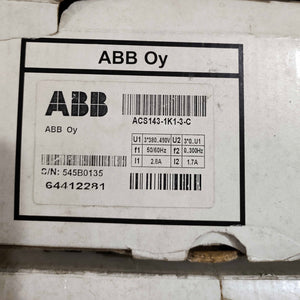 ABB Oy
ABB
ACS143-1K1-3-C
ABB Oy
U1 3*380..480V U2 3*0..U1
f1 50/60Hz f2 0..300Hz
I1 2.8A I2 1.7A
S/N: 545B0135
64412281